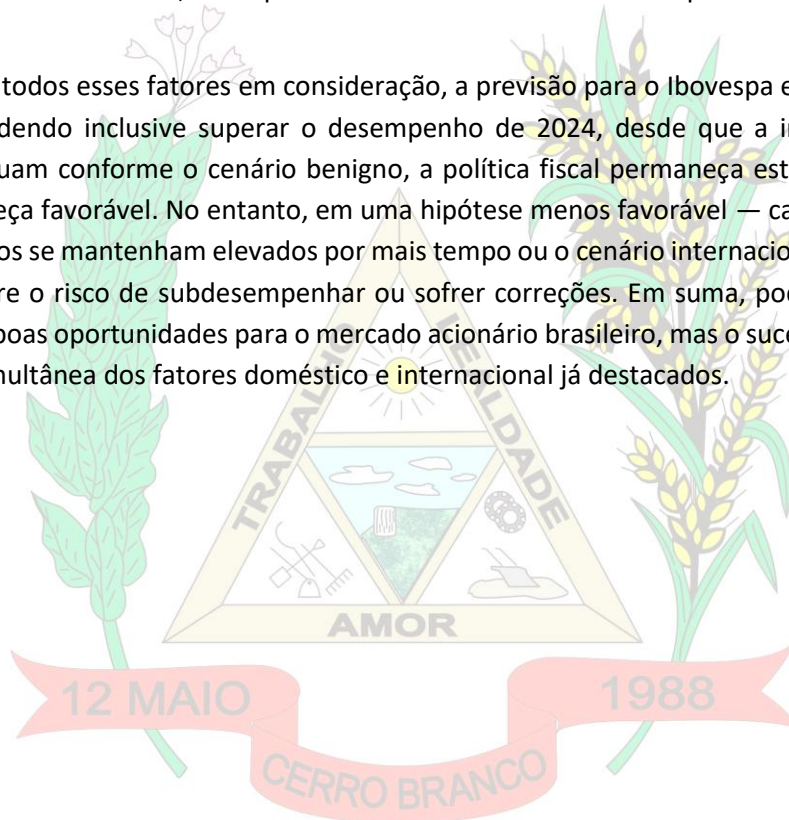 todos esses fatores em consideração, a previsão para o Ibovespa e
dendo inclusive superar o desempenho de 2024, desde que a i
uam conforme o cenário benigno, a política fiscal permaneça est
eça favorável. No entanto, em uma hipótese menos favorável — ca
os se mantenham elevados por mais tempo ou o cenário internacio
re o risco de subdesempenhar ou sofrer correções. Em suma, pod
boas oportunidades para o mercado acionário brasileiro, mas o suce
multânea dos fatores doméstico e internacional já destacados.
TRABALHO
LEALDADE
AMOR
12 MAIO
1988
CERRO BRANCO